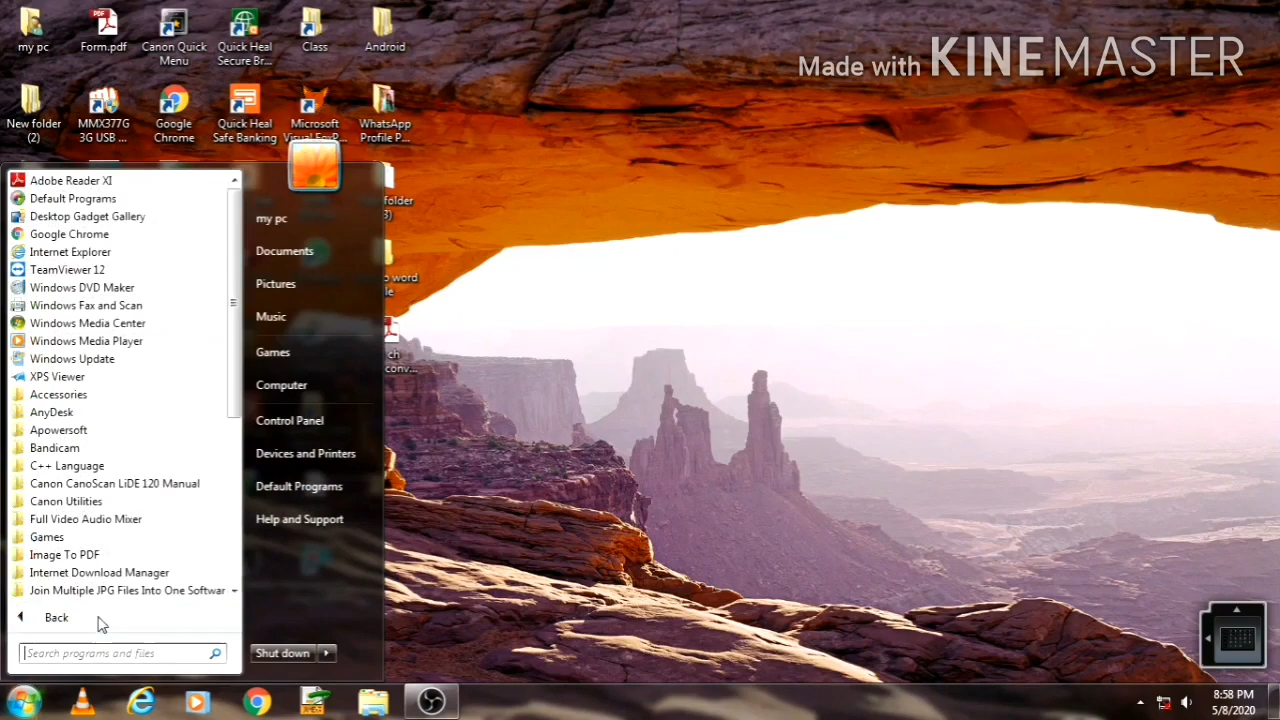 Made with KINEMASTER
my pc
Form.pdf
Canon Quick
Menu
Quick Heal
Secure Br...
Class
Android
New folder
(2)
MMX377G
3G USB ...
Google
Chrome
Quick Heal
Safe Banking
Microsoft
Visual FoxP...
WhatsApp
Profile P...
folder
word
conv...
Adobe Reader XI
Default Programs
Desktop Gadget Gallery
Google Chrome
Internet Explorer
TeamViewer 12
Windows DVD Maker
Windows Fax and Scan
Windows Media Center
Windows Media Player
Windows Update
XPS Viewer
Accessories
AnyDesk
Apowersoft
Bandicam
C++ Language
Canon CanoScan LiDE 120 Manual
Canon Utilities
Full Video Audio Mixer
Games
Image To PDF
Internet Download Manager
Join Multiple JPG Files Into One Softwar
Back
Search programs and files
my pc
Documents
Pictures
Music
Games
Computer
Control Panel
Devices and Printers
Default Programs
Help and Support
Shut down
8:58 PM
5/8/2020